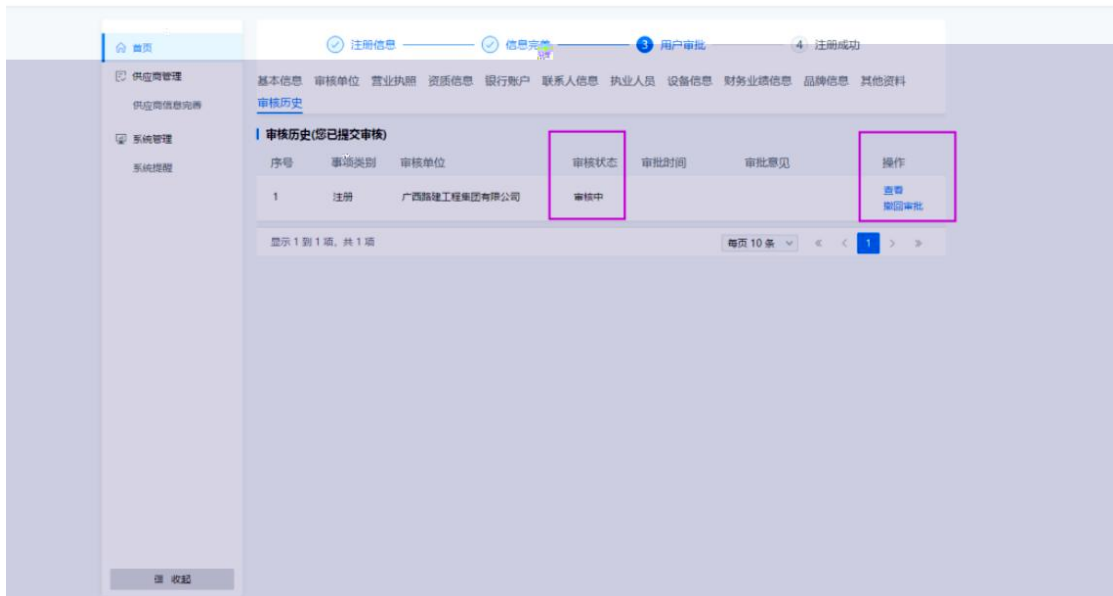 首页
供应商管理
供应商信息完善
系统管理
系统提醒
收起
注册信息 信息完善 3 用户审批 4 注册成功
基本信息 审核单位 营业执照 资质信息 银行账户 联系人信息 执业人员 设备信息 财务业绩信息 品牌信息 其他资料
审核历史
审核历史(您已提交审核)
序号 事项类别 审核单位 审核状态 审批时间 审批意见 操作
1 注册 广西路建工程集团有限公司 审核中 查看
撤回审批
显示 1 到 1 项, 共 1 项 每页 10 条 « < 1 > »